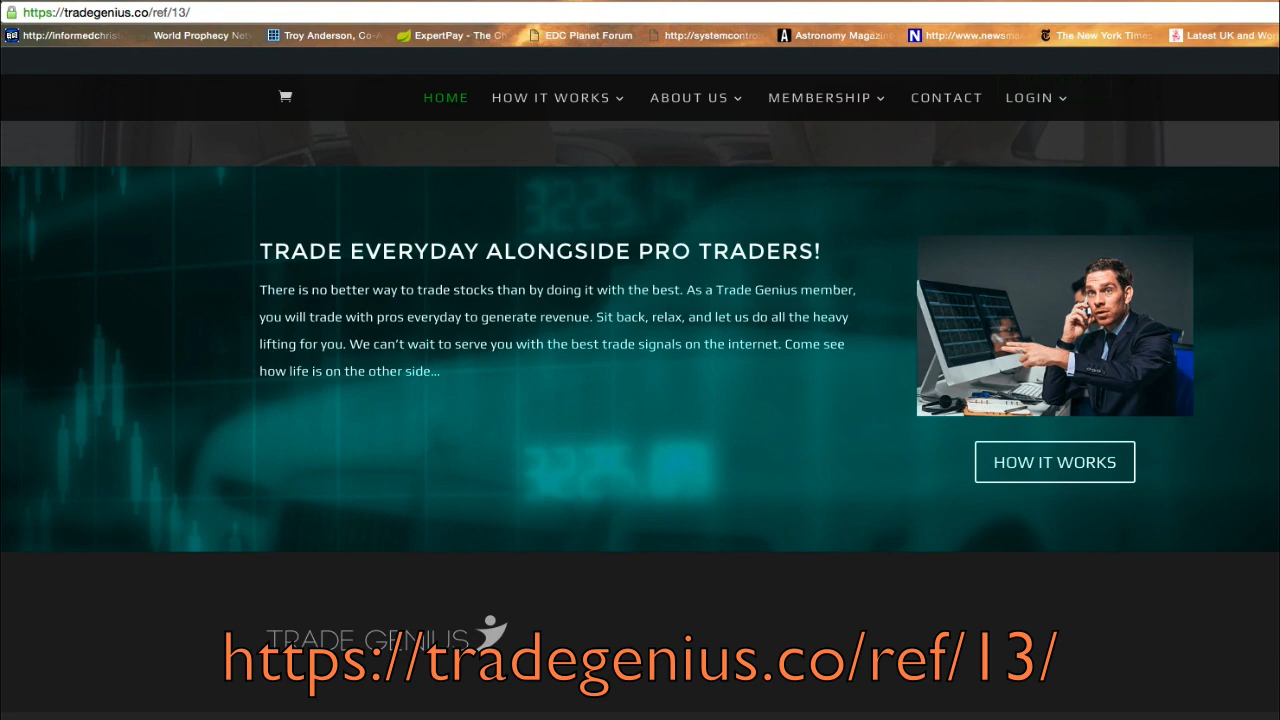 https://tradegenius.co/ref/13/
http://informedchrist World Prophecy Netw Troy Anderson, Co-A ExpertPay - The Ch EDC Planet Forum http://systemcontro Astronomy Magazin http://www.newsma The New York Times Latest UK and Wor
HOME HOW IT WORKS ABOUT US MEMBERSHIP CONTACT LOGIN
TRADE EVERYDAY ALONGSIDE PRO TRADERS!
There is no better way to trade stocks than by doing it with the best. As a Trade Genius member,
you will trade with pros everyday to generate revenue. Sit back, relax, and let us do all the heavy
lifting for you. We can’t wait to serve you with the best trade signals on the internet. Come see
how life is on the other side...
HOW IT WORKS
TRADE GENIUS
https://tradegenius.co/ref/13/